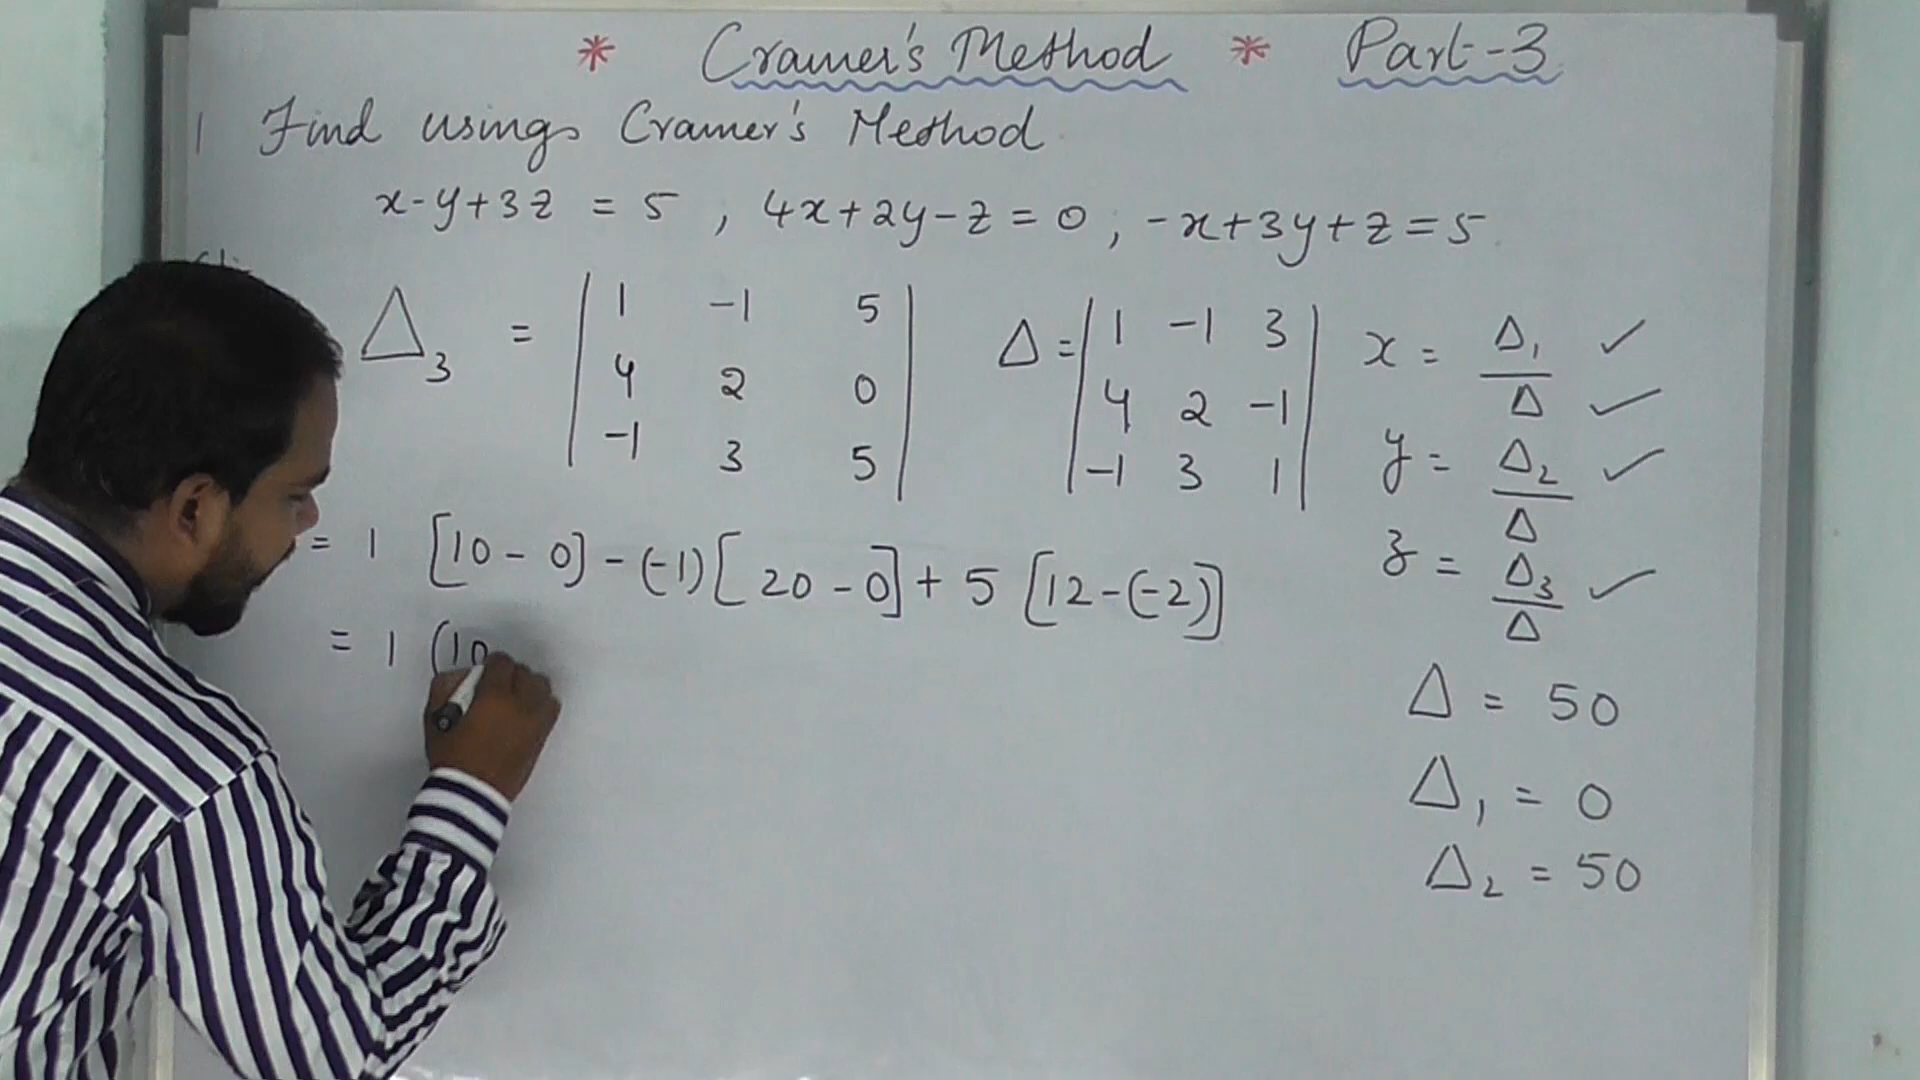 * Cramer's Method * Part-3
1 Find using Cramer's Method
x-y+3z = 5 , 4x+2y-z=0 , -x+3y+z=5
Δ3 = | 1 -1 5 |
| 4 2 0 |
| -1 3 5 |
Δ = | 1 -1 3 |
| 4 2 -1 |
| -1 3 1 |
x = Δ1/Δ ✓ ✓
y = Δ2/Δ ✓
z = Δ3/Δ ✓
= 1 [10 - 0] - (-1) [20 - 0] + 5 [12 - (-2)]
= 1 (10
Δ = 50
Δ1 = 0
Δ2 = 50